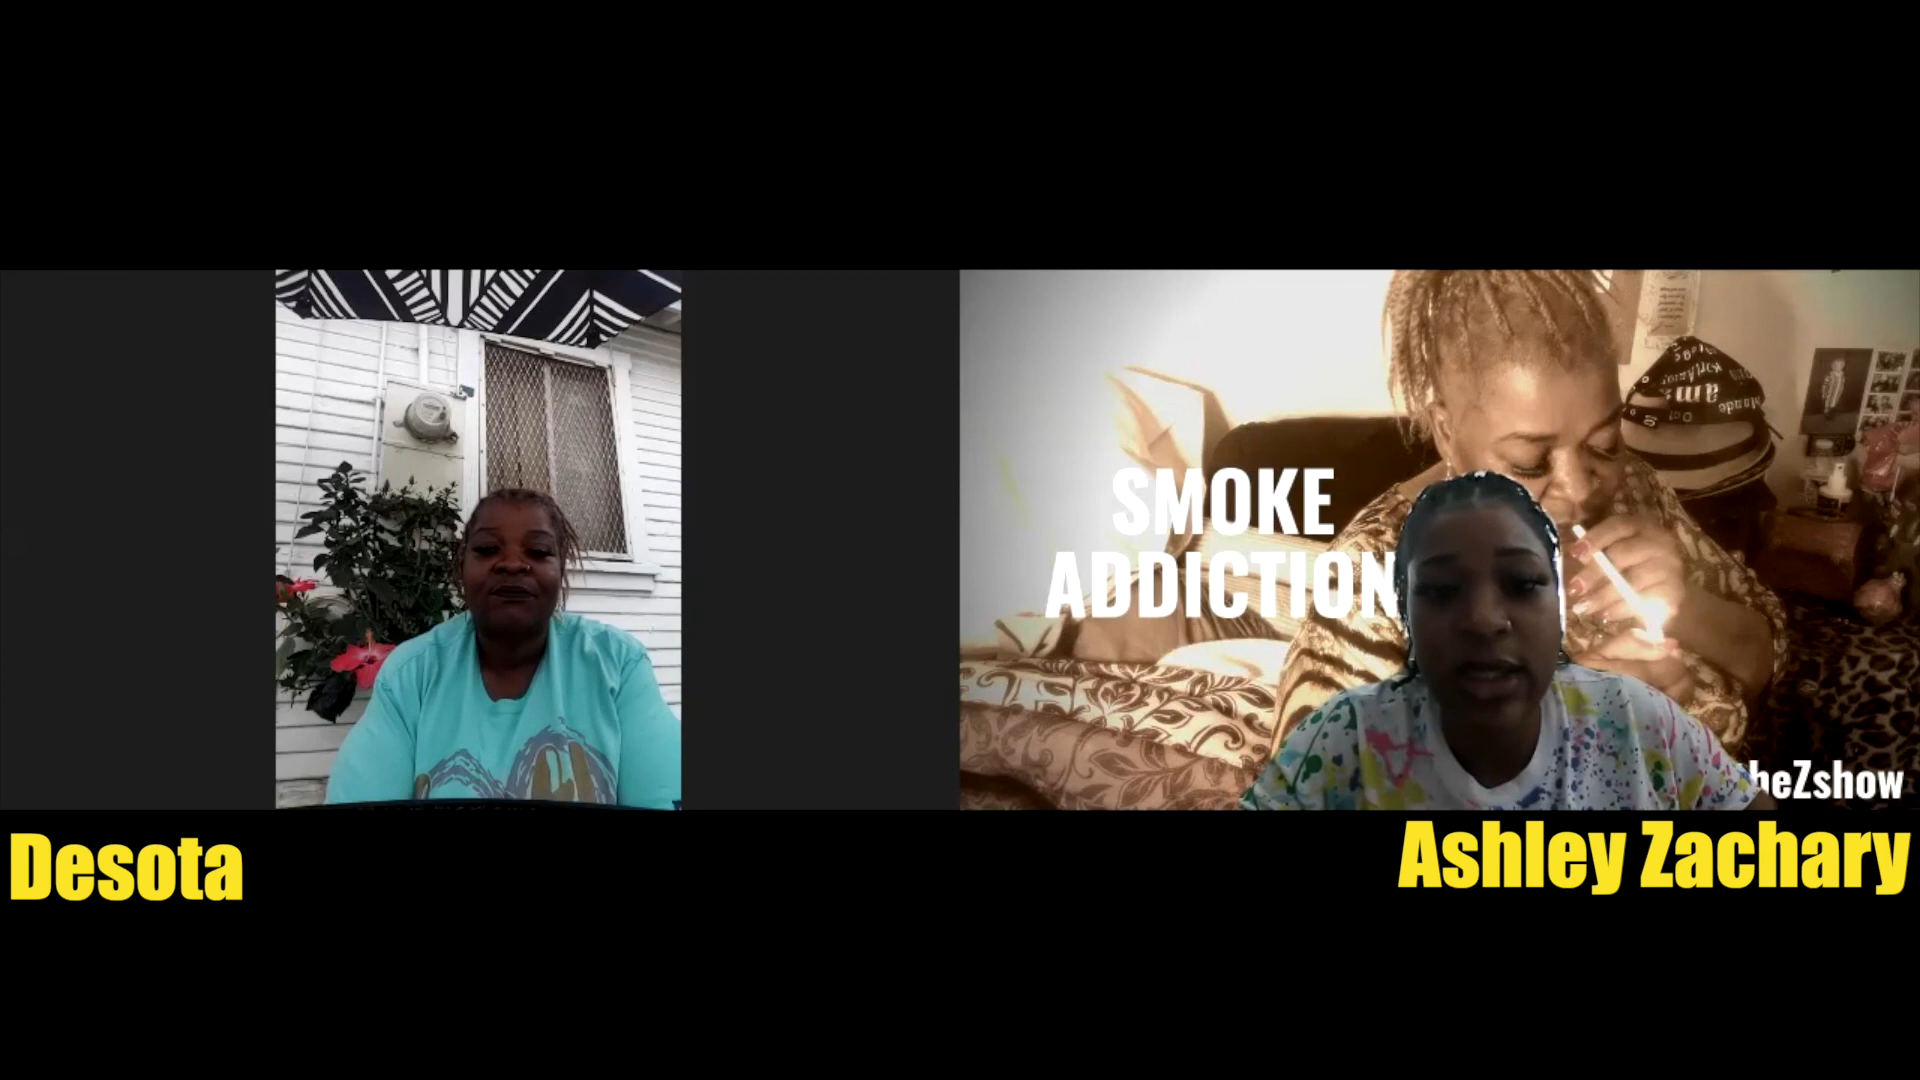 SMOKE
ADDICTION
heZshow
Desota
Ashley Zachary